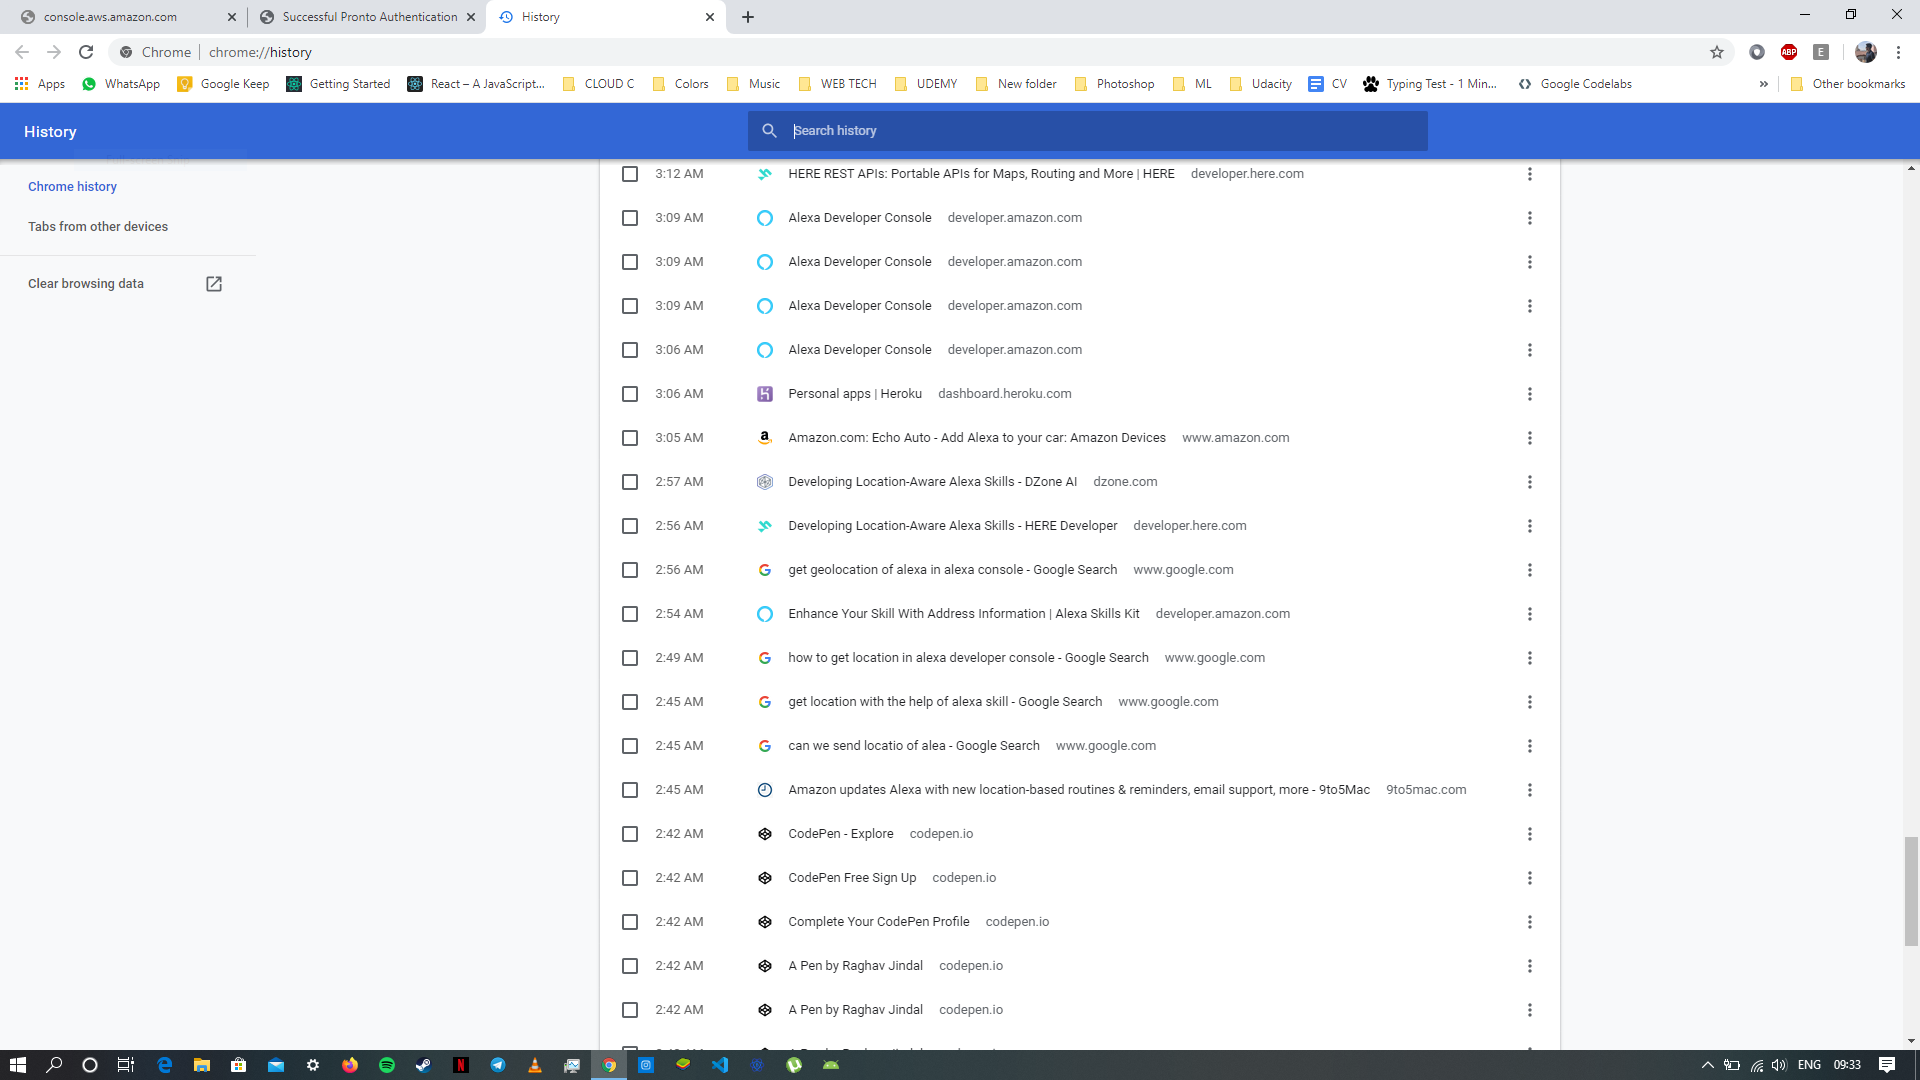 console.aws.amazon.com
Successful Pronto Authentication
History
Chrome
chrome://history
ABP
E
Apps
WhatsApp
Google Keep
Getting Started
React – A JavaScript...
CLOUD C
Colors
Music
WEB TECH
UDEMY
New folder
Photoshop
ML
Udacity
CV
Typing Test - 1 Min...
Google Codelabs
»
Other bookmarks
History
Search history
Chrome history
Tabs from other devices
Clear browsing data
3:12 AM HERE REST APIs: Portable APIs for Maps, Routing and More | HERE developer.here.com
3:09 AM Alexa Developer Console developer.amazon.com
3:09 AM Alexa Developer Console developer.amazon.com
3:09 AM Alexa Developer Console developer.amazon.com
3:06 AM Alexa Developer Console developer.amazon.com
3:06 AM Personal apps | Heroku dashboard.heroku.com
3:05 AM Amazon.com: Echo Auto - Add Alexa to your car: Amazon Devices www.amazon.com
2:57 AM Developing Location-Aware Alexa Skills - DZone AI dzone.com
2:56 AM Developing Location-Aware Alexa Skills - HERE Developer developer.here.com
2:56 AM get geolocation of alexa in alexa console - Google Search www.google.com
2:54 AM Enhance Your Skill With Address Information | Alexa Skills Kit developer.amazon.com
2:49 AM how to get location in alexa developer console - Google Search www.google.com
2:45 AM get location with the help of alexa skill - Google Search www.google.com
2:45 AM can we send locatio of alea - Google Search www.google.com
2:45 AM Amazon updates Alexa with new location-based routines & reminders, email support, more - 9to5Mac 9to5mac.com
2:42 AM CodePen - Explore codepen.io
2:42 AM CodePen Free Sign Up codepen.io
2:42 AM Complete Your CodePen Profile codepen.io
2:42 AM A Pen by Raghav Jindal codepen.io
2:42 AM A Pen by Raghav Jindal codepen.io
ENG
09:33